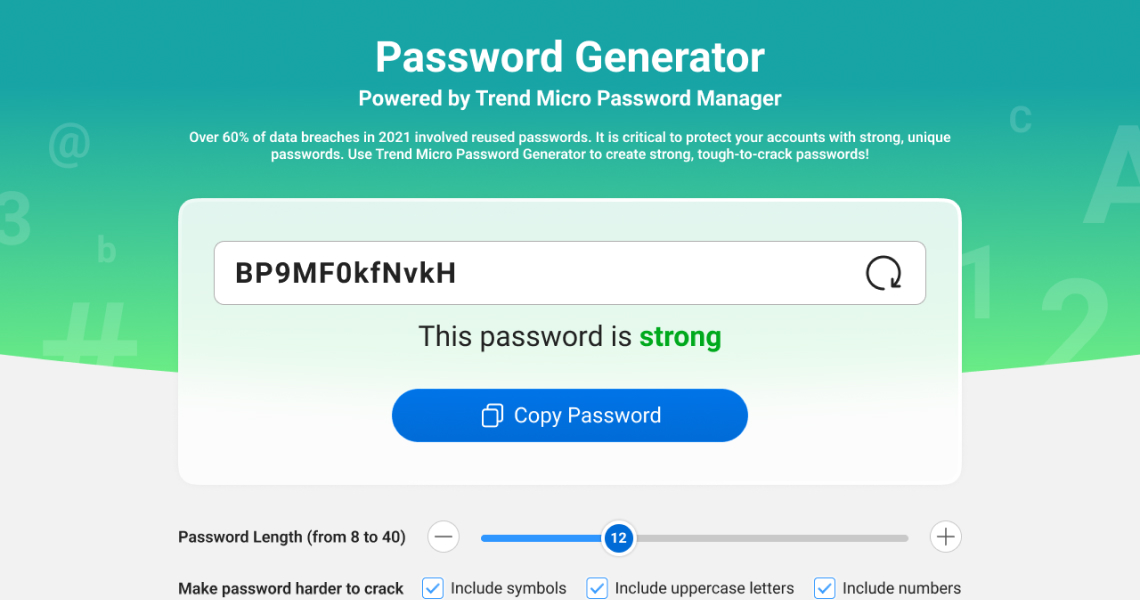 Password Generator
Powered by Trend Micro Password Manager
Over 60% of data breaches in 2021 involved reused passwords. It is critical to protect your accounts with strong, unique
passwords. Use Trend Micro Password Generator to create strong, tough-to-crack passwords!
@
C
A
3
b
1
2
#
BP9MF0kfNvkH
This password is strong
Copy Password
Password Length (from 8 to 40)
12
Make password harder to crack Include symbols Include uppercase letters Include numbers